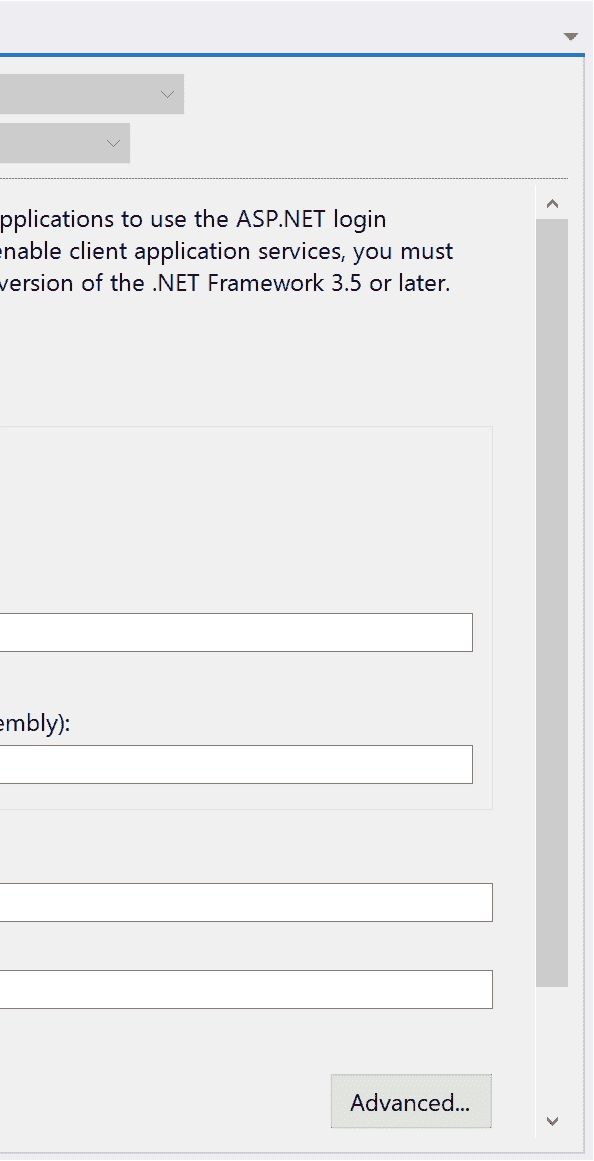 pplications to use the ASP.NET login
enable client application services, you must
version of the .NET Framework 3.5 or later.
embly):
Advanced...